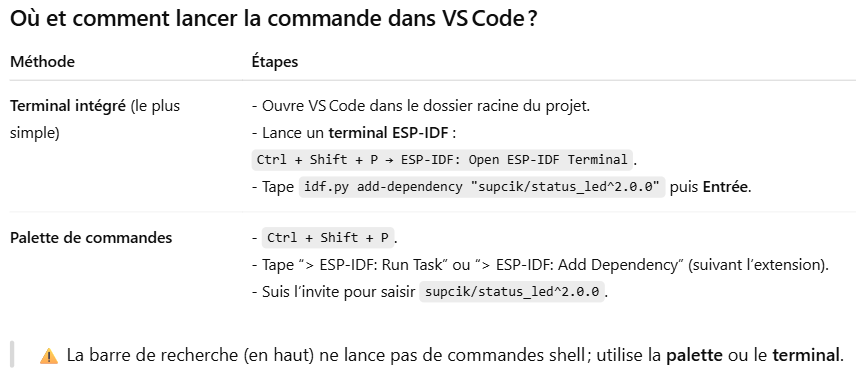 Où et comment lancer la commande dans VS Code ?
Méthode Étapes
Terminal intégré (le plus simple)
- Ouvre VS Code dans le dossier racine du projet.
- Lance un terminal ESP-IDF :
Ctrl + Shift + P → ESP-IDF: Open ESP-IDF Terminal.
- Tape idf.py add-dependency "supcik/status_led^2.0.0" puis Entrée.
Palette de commandes
- Ctrl + Shift + P.
- Tape “> ESP-IDF: Run Task” ou “> ESP-IDF: Add Dependency” (suivant l’extension).
- Suis l’invite pour saisir supcik/status_led^2.0.0.
⚠️ La barre de recherche (en haut) ne lance pas de commandes shell ; utilise la palette ou le terminal.